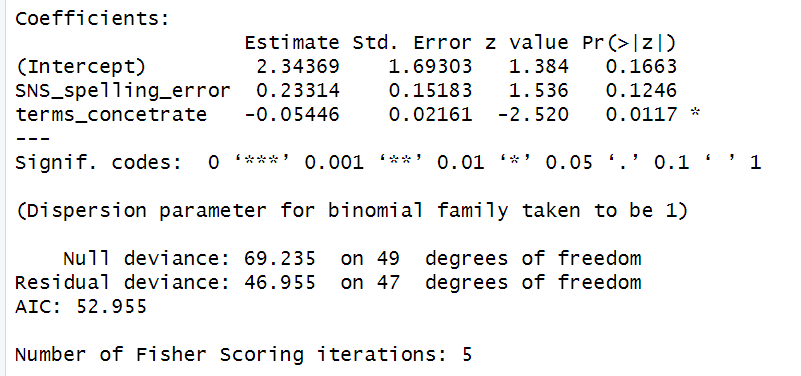 Coefficients:
                   Estimate Std. Error z value Pr(>|z|)
(Intercept)         2.34369    1.69303   1.384   0.1663
SNS_spelling_error  0.23314    0.15183   1.536   0.1246
terms_concetrate   -0.05446    0.02161  -2.520   0.0117 *
---
Signif. codes:  0 ‘***’ 0.001 ‘**’ 0.01 ‘*’ 0.05 ‘.’ 0.1 ‘ ’ 1
(Dispersion parameter for binomial family taken to be 1)
    Null deviance: 69.235  on 49  degrees of freedom
Residual deviance: 46.955  on 47  degrees of freedom
AIC: 52.955
Number of Fisher Scoring iterations: 5